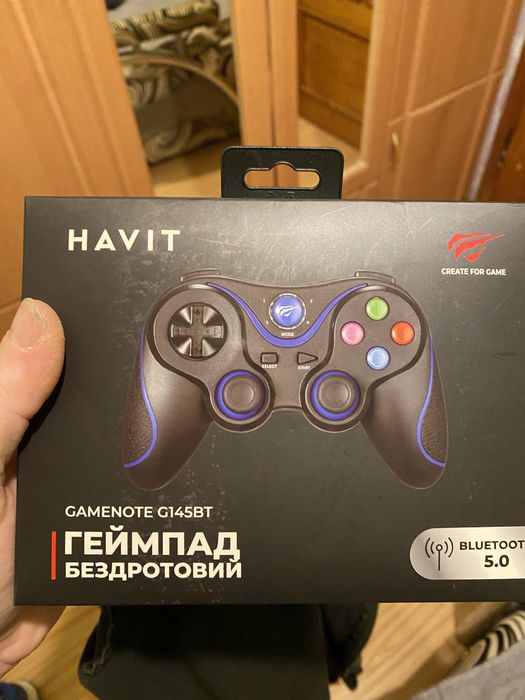 HAVIT
CREATE FOR GAME
MODE
SELECT
START
GAMENOTE G145BT
ГЕЙМПАД
БЕЗДРОТОВИЙ
BLUETOOT
5.0